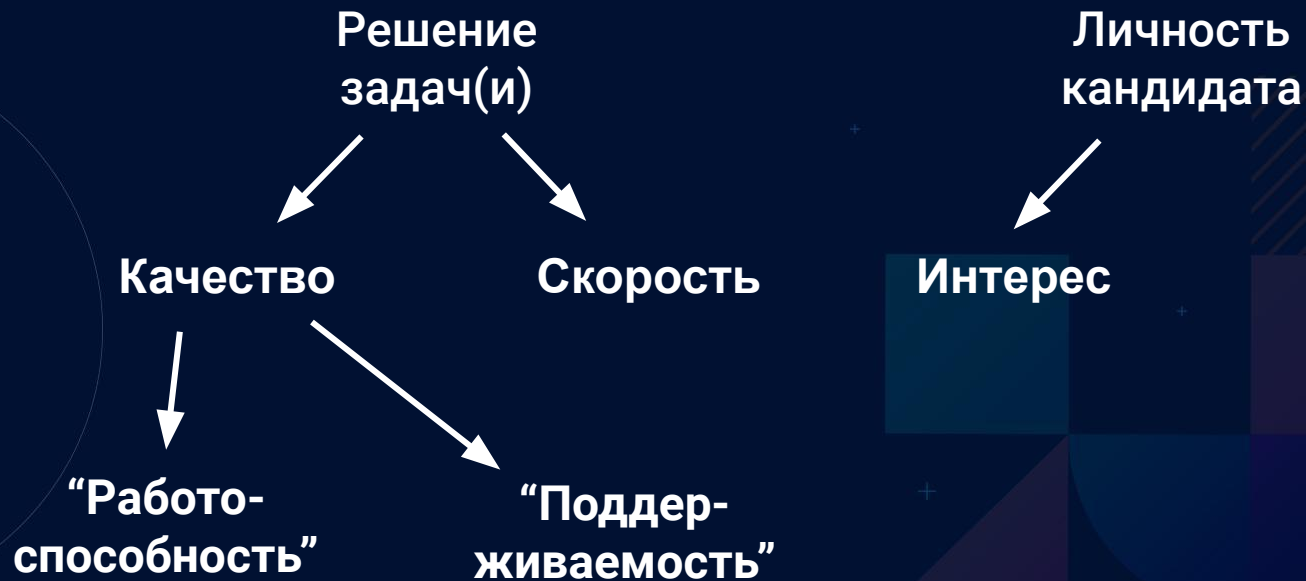 Решение
задач(и)
Личность
кандидата
Качество
Скорость
Интерес
“Работо-
способность”
“Поддер-
живаемость”